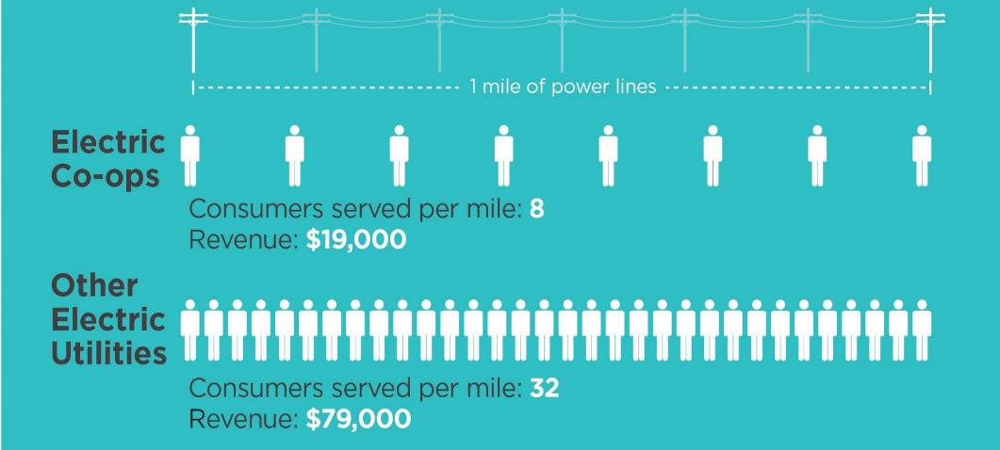 1 mile of power lines
Electric
Co-ops
Consumers served per mile: 8
Revenue: $19,000
Other
Electric
Utilities
Consumers served per mile: 32
Revenue: $79,000